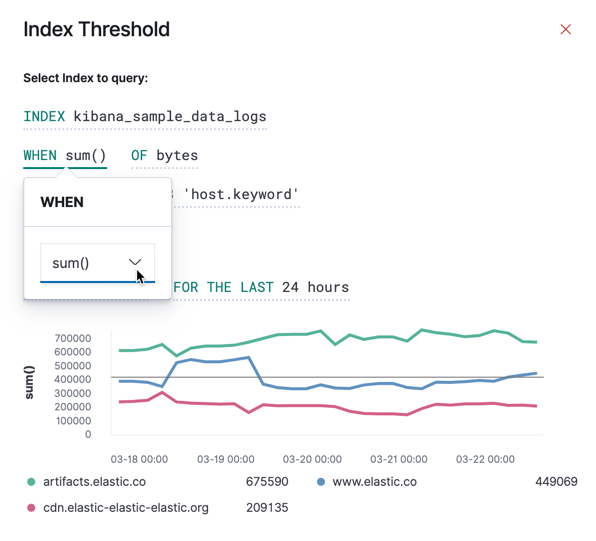 Index Threshold
Select Index to query:
INDEX kibana_sample_data_logs
WHEN sum() OF bytes
'host.keyword'
WHEN
sum()
FOR THE LAST 24 hours
700000
600000
500000
400000
300000
200000
100000
0
sum()
03-18 00:00 03-19 00:00 03-20 00:00 03-21 00:00 03-22 00:00
artifacts.elastic.co 675590 www.elastic.co 449069
cdn.elastic-elastic-elastic.org 209135